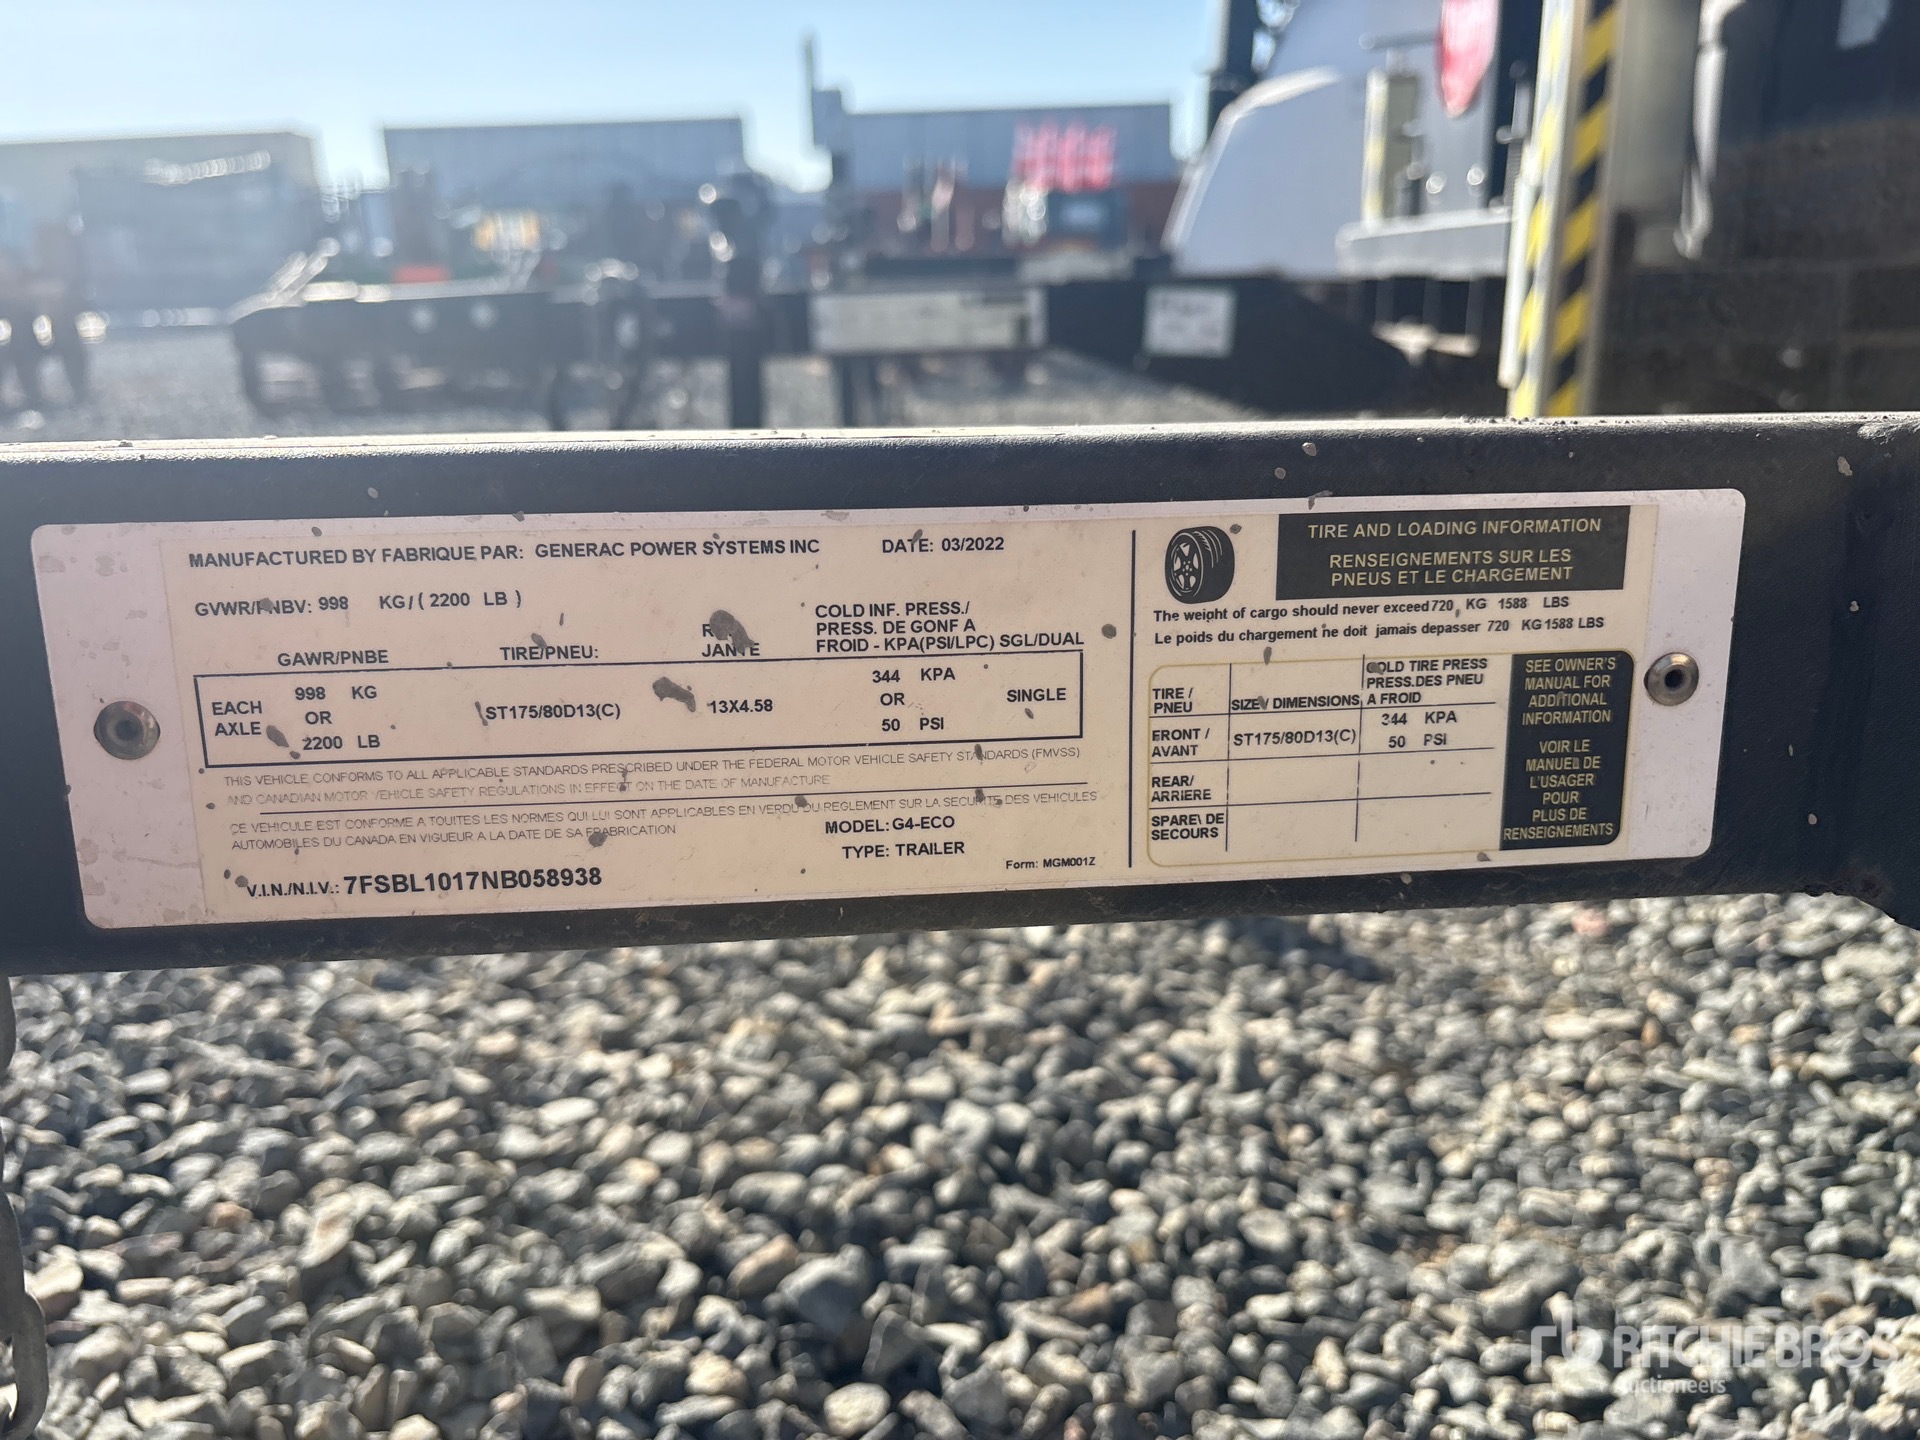 MANUFACTURED BY FABRIQUE PAR: GENERAC POWER SYSTEMS INC DATE: 03/2022
GVWR/PNBV: 998 KG/( 2200 LB )
GAWR/PNBE TIRE/PNEU: JANTE
COLD INF. PRESS./
PRESS. DE GONF A
FROID - KPA(PSI/LPC) SGL/DUAL
EACH AXLE
998 KG
OR
2200 LB
ST175/80D13(C)
13X4.58
344 KPA
OR
50 PSI
SINGLE
THIS VEHICLE CONFORMS TO ALL APPLICABLE STANDARDS PRESCRIBED UNDER THE FEDERAL MOTOR VEHICLE SAFETY STANDARDS (FMVSS)
AND CANADIAN MOTOR VEHICLE SAFETY REGULATIONS IN EFFECT ON THE DATE OF MANUFACTURE
CE VEHICULE EST CONFORME A TOUITES LES NORMES QUI LUI SONT APPLICABLES EN VERDU DU REGLEMENT SUR LA SECURITE DES VEHICULES
AUTOMOBILES DU CANADA EN VIGUEUR A LA DATE DE SA FRABRICATION
MODEL: G4-ECO
TYPE: TRAILER
V.I.N./N.I.V.: 7FSBL1017NB058938
Form: MGM001Z
TIRE AND LOADING INFORMATION
RENSEIGNEMENTS SUR LES
PNEUS ET LE CHARGEMENT
The weight of cargo should never exceed 720 KG 1588 LBS
Le poids du chargement ne doit jamais depasser 720 KG 1588 LBS
TIRE /
PNEU
SIZE / DIMENSIONS
COLD TIRE PRESS
PRESS.DES PNEU
A FROID
FRONT /
AVANT
ST175/80D13(C)
344 KPA
50 PSI
REAR/
ARRIERE
SPARE\ DE
SECOURS
SEE OWNER'S
MANUAL FOR
ADDITIONAL
INFORMATION
VOIR LE
MANUEL DE
L'USAGER
POUR
PLUS DE
RENSEIGNEMENTS
rb RITCHIE BROS
Auctioneers